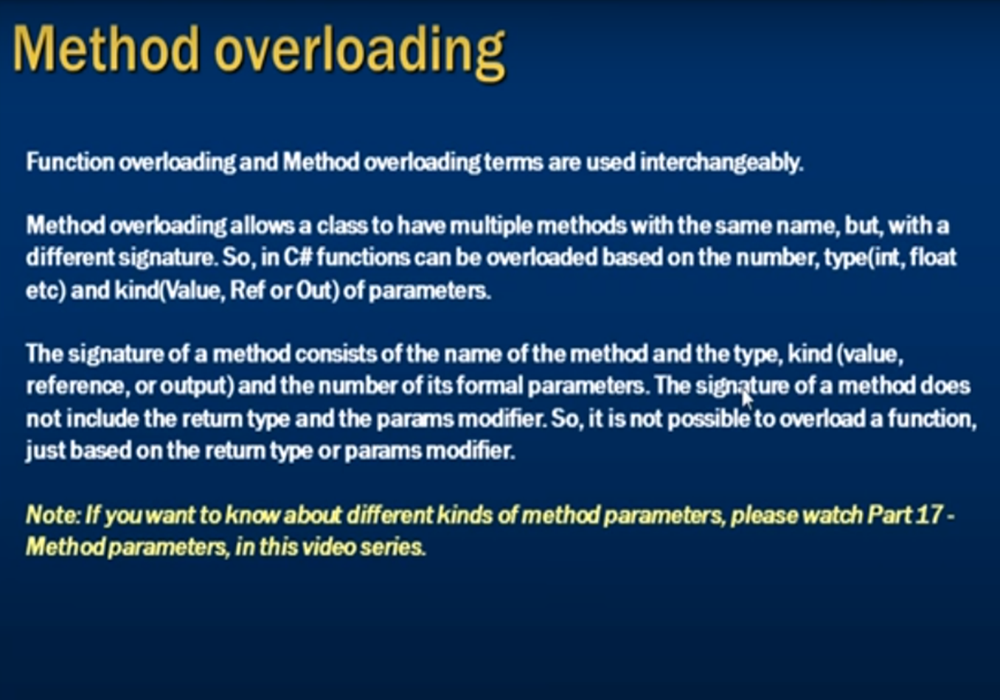 Method overloading
Function overloading and Method overloading terms are used interchangeably.
Method overloading allows a class to have multiple methods with the same name, but, with a
different signature. So, in C# functions can be overloaded based on the number, type(int, float
etc) and kind(Value, Ref or Out) of parameters.
The signature of a method consists of the name of the method and the type, kind (value,
reference, or output) and the number of its formal parameters. The signature of a method does
not include the return type and the params modifier. So, it is not possible to overload a function,
just based on the return type or params modifier.
Note: If you want to know about different kinds of method parameters, please watch Part 17 -
Method parameters, in this video series.